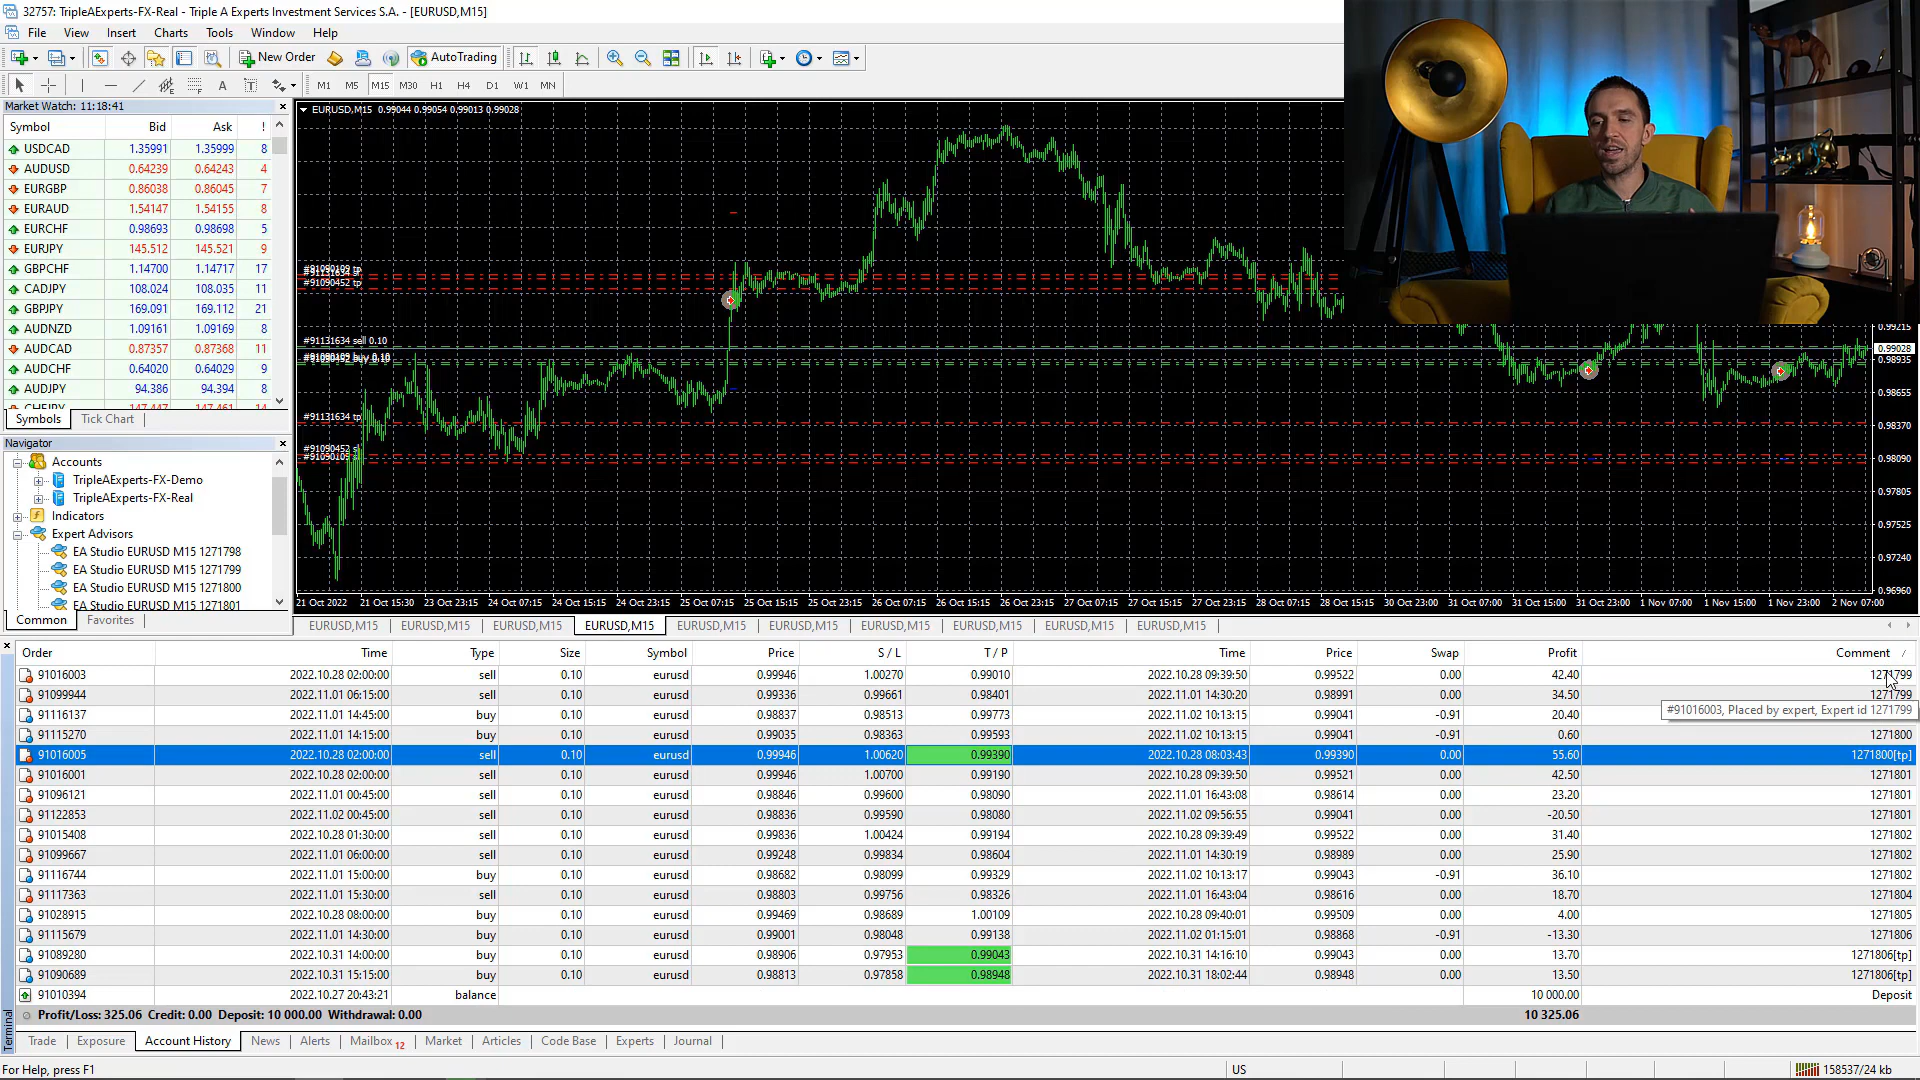 32757: TripleAExperts-FX-Real - Triple A Experts Investment Services S.A. - [EURUSD,M15]
File View Insert Charts Tools Window Help
New Order AutoTrading
A T M1 M5 M15 M30 H1 H4 D1 W1 MN
Market Watch: 11:18:41
Symbol Bid Ask !
USDCAD 1.35991 1.35999 8
AUDUSD 0.64239 0.64243 4
EURGBP 0.86038 0.86045 7
EURAUD 1.54147 1.54155 8
EURCHF 0.98693 0.98698 5
EURJPY 145.512 145.521 9
GBPCHF 1.14700 1.14717 17
CADJPY 108.024 108.035 11
GBPJPY 169.091 169.112 21
AUDNZD 1.09161 1.09169 8
AUDCAD 0.87357 0.87368 11
AUDCHF 0.64020 0.64029 9
AUDJPY 94.386 94.394 8
CHFJPY 147.447 147.461 14
Symbols Tick Chart
Navigator
Accounts
TripleAExperts-FX-Demo
TripleAExperts-FX-Real
Indicators
Expert Advisors
EA Studio EURUSD M15 1271798
EA Studio EURUSD M15 1271799
EA Studio EURUSD M15 1271800
EA Studio EURUSD M15 1271801
Common Favorites
EURUSD,M15 0.99044 0.99054 0.99013 0.99028
#91090452 tp
#91131634 sell 0.10
#91131634 tp
#91090452 sl
0.99215
0.99028
0.98935
0.98655
0.98370
0.98090
0.97805
0.97525
0.97240
0.96960
21 Oct 2022 21 Oct 15:30 23 Oct 23:15 24 Oct 07:15 24 Oct 15:15 24 Oct 23:15 25 Oct 07:15 25 Oct 15:15 25 Oct 23:15 26 Oct 07:15 26 Oct 15:15 26 Oct 23:15 27 Oct 07:15 27 Oct 15:15 27 Oct 23:15 28 Oct 07:15 28 Oct 15:15 30 Oct 23:00 31 Oct 07:00 31 Oct 15:00 31 Oct 23:00 1 Nov 07:00 1 Nov 15:00 1 Nov 23:00 2 Nov 07:00
EURUSD,M15 EURUSD,M15 EURUSD,M15 EURUSD,M15 EURUSD,M15 EURUSD,M15 EURUSD,M15 EURUSD,M15 EURUSD,M15 EURUSD,M15
Order Time Type Size Symbol Price S / L T / P Time Price Swap Profit Comment /
91016003 2022.10.28 02:00:00 sell 0.10 eurusd 0.99946 1.00270 0.99010 2022.10.28 09:39:50 0.99522 0.00 42.40 1271799
91099944 2022.11.01 06:15:00 sell 0.10 eurusd 0.99336 0.99661 0.98401 2022.11.01 14:30:20 0.98991 0.00 34.50 1271799
91116137 2022.11.01 14:45:00 buy 0.10 eurusd 0.98837 0.98513 0.99773 2022.11.02 10:13:15 0.99041 -0.91 20.40
#91016003, Placed by expert, Expert id 1271799
91115270 2022.11.01 14:15:00 buy 0.10 eurusd 0.99035 0.98363 0.99593 2022.11.02 10:13:15 0.99041 -0.91 0.60 1271800
91016005 2022.10.28 02:00:00 sell 0.10 eurusd 0.99946 1.00620 0.99390 2022.10.28 08:03:43 0.99390 0.00 55.60 1271800[tp]
91016001 2022.10.28 02:00:00 sell 0.10 eurusd 0.99946 1.00700 0.99190 2022.10.28 09:39:50 0.99521 0.00 42.50 1271801
91096121 2022.11.01 00:45:00 sell 0.10 eurusd 0.98846 0.99600 0.98090 2022.11.01 16:43:08 0.98614 0.00 23.20 1271801
91122853 2022.11.02 00:45:00 sell 0.10 eurusd 0.98836 0.99590 0.98080 2022.11.02 09:56:55 0.99041 0.00 -20.50 1271801
91015408 2022.10.28 01:30:00 sell 0.10 eurusd 0.99836 1.00424 0.99194 2022.10.28 09:39:49 0.99522 0.00 31.40 1271802
91099667 2022.11.01 06:00:00 sell 0.10 eurusd 0.99248 0.99834 0.98604 2022.11.01 14:30:19 0.98989 0.00 25.90 1271802
91116744 2022.11.01 15:15:00 buy 0.10 eurusd 0.98682 0.98099 0.99329 2022.11.02 10:13:17 0.99043 -0.91 36.10 1271802
91117363 2022.11.01 15:30:00 sell 0.10 eurusd 0.98803 0.99756 0.98326 2022.11.01 16:43:04 0.98616 0.00 18.70 1271804
91028915 2022.10.28 08:00:00 buy 0.10 eurusd 0.99469 0.98689 1.00109 2022.10.28 09:40:01 0.99509 0.00 4.00 1271805
91115679 2022.11.01 14:30:00 buy 0.10 eurusd 0.99001 0.98048 0.99138 2022.11.02 01:15:01 0.98868 -0.91 -13.30 1271806
91089280 2022.10.31 14:00:00 buy 0.10 eurusd 0.98906 0.97953 0.99043 2022.10.31 14:16:10 0.99043 0.00 13.70 1271806[tp]
91090689 2022.10.31 15:15:00 buy 0.10 eurusd 0.98813 0.97858 0.98948 2022.10.31 18:02:44 0.98948 0.00 13.50 1271806[tp]
91010394 2022.10.27 20:43:21 balance 10 000.00 Deposit
Profit/Loss: 325.06 Credit: 0.00 Deposit: 10 000.00 Withdrawal: 0.00 10 325.06
Terminal
Trade Exposure Account History News Alerts Mailbox 12 Market Articles Code Base Experts Journal
For Help, press F1 US 158537/24 kb